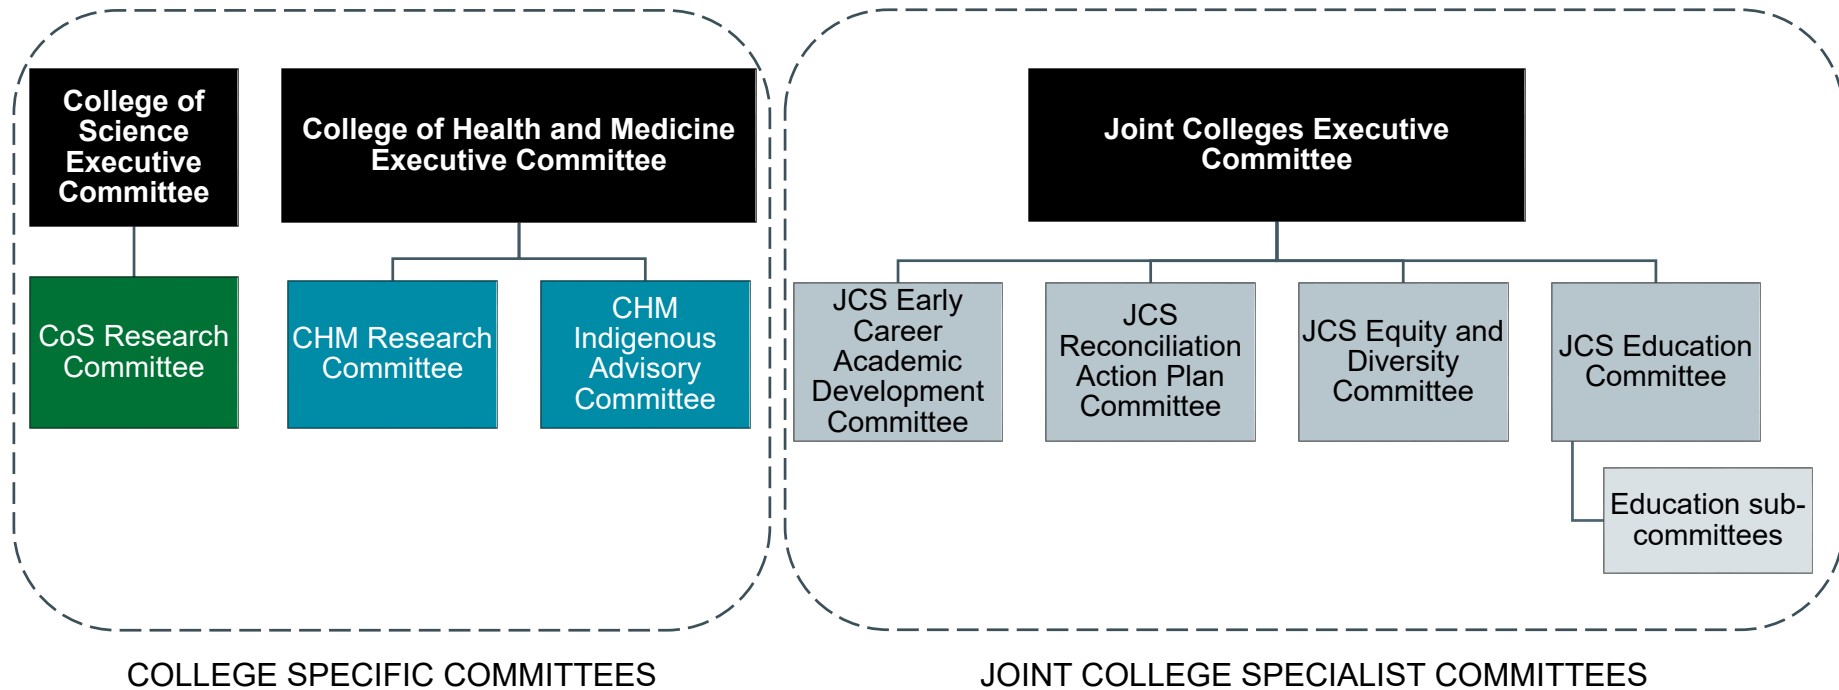 College of
Science
Executive
Committee
College of Health and Medicine
Executive Committee
Joint Colleges Executive
Committee
CoS Research
Committee
CHM Research
Committee
CHM
Indigenous
Advisory
Committee
JCS Early
Career
Academic
Development
Committee
JCS
Reconciliation
Action Plan
Committee
JCS Equity and
Diversity
Committee
JCS Education
Committee
Education sub-
committees
COLLEGE SPECIFIC COMMITTEES
JOINT COLLEGE SPECIALIST COMMITTEES